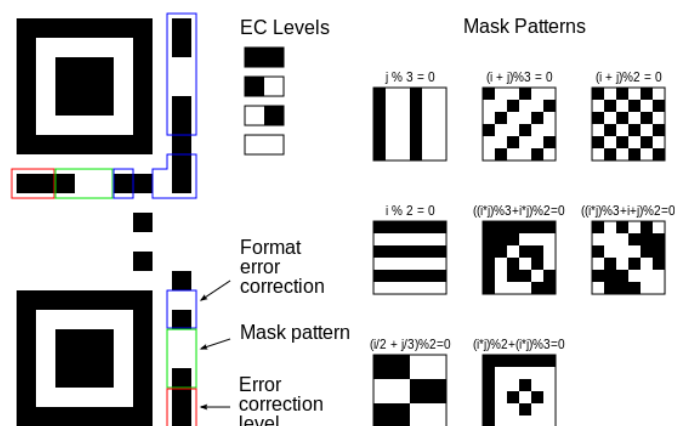 EC Levels
Mask Patterns
j % 3 = 0
(i + j)%3 = 0
(i + j)%2 = 0
i % 2 = 0
((i*j)%3+i*j)%2=0
((i*j)%3+i+j)%2=0
Format
error
correction
Mask pattern
(i/2 + j/3)%2=0
(i*j)%2+(i*j)%3=0
Error
correction
level